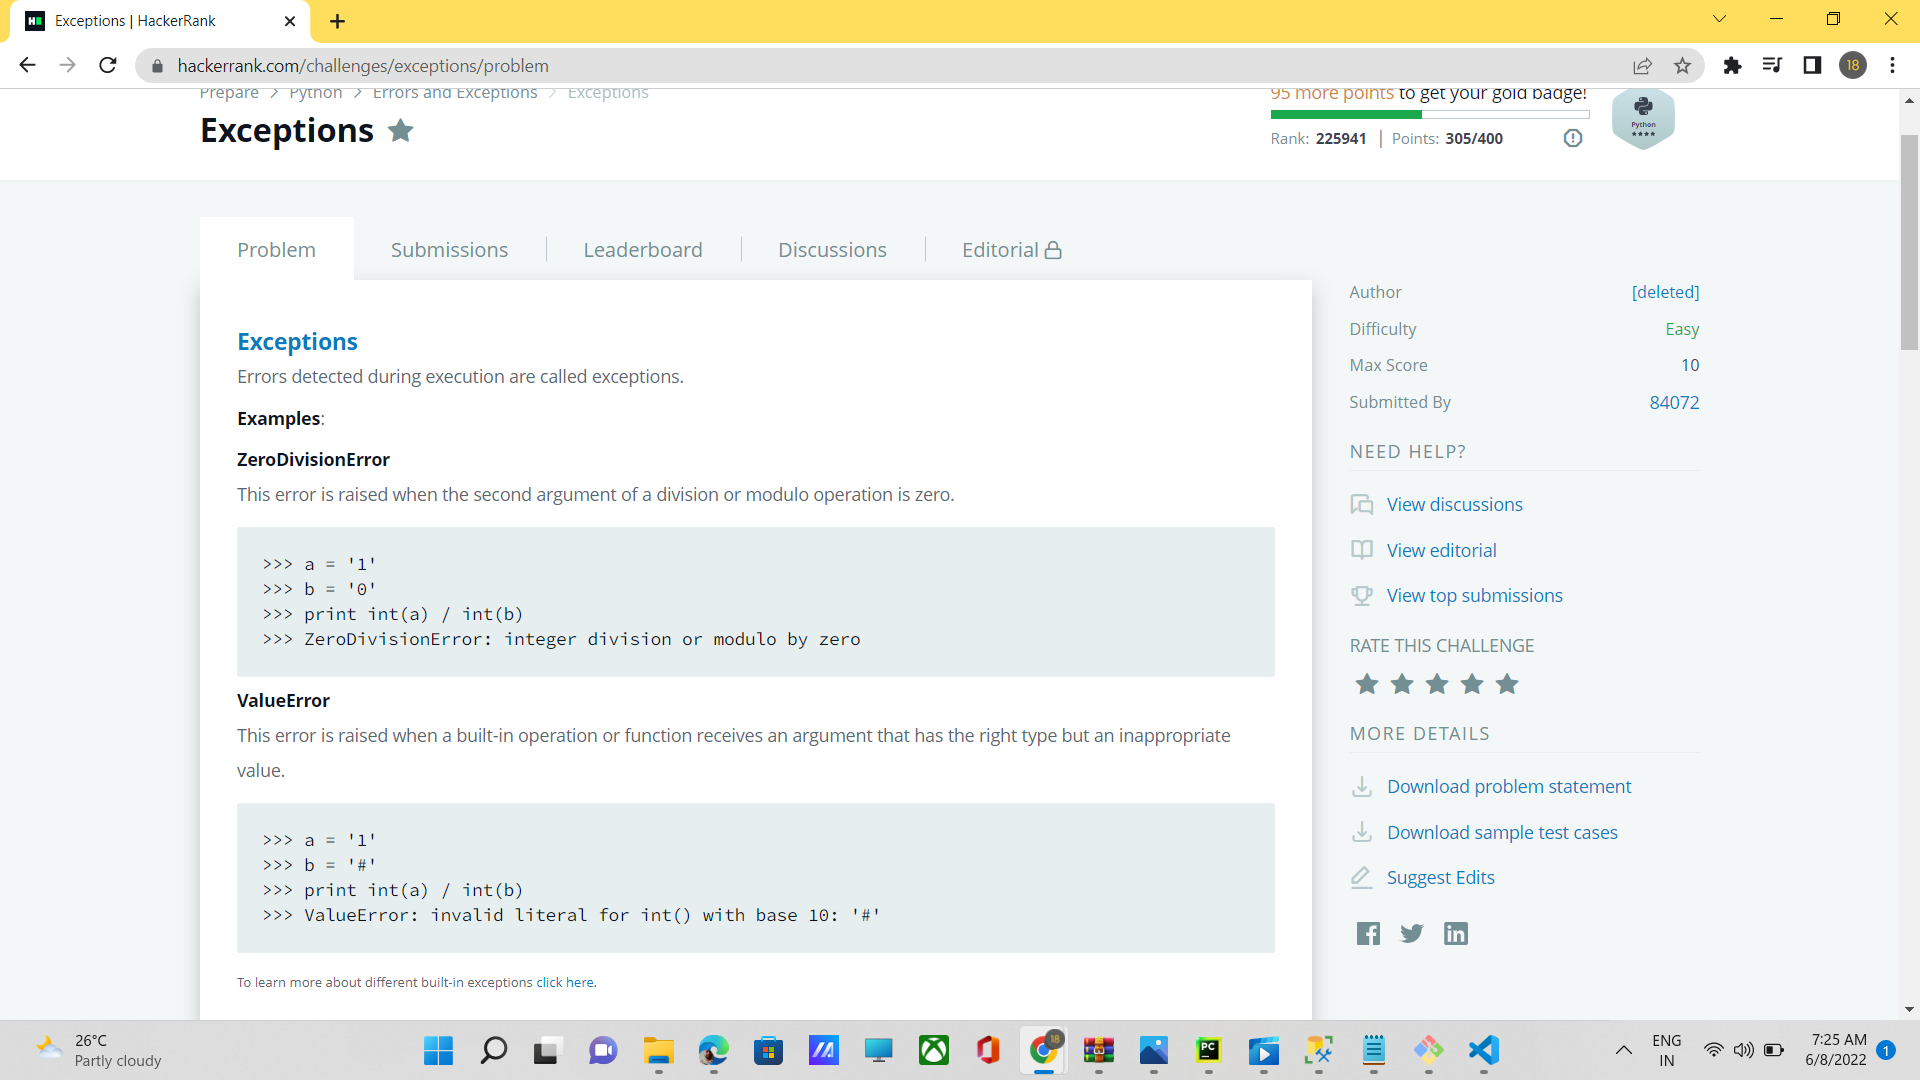 Exceptions | HackerRank
hackerrank.com/challenges/exceptions/problem
18
Prepare > Python > Errors and Exceptions > Exceptions
95 more points to get your gold badge!
Exceptions
Rank: 225941 | Points: 305/400
Python
Problem
Submissions
Leaderboard
Discussions
Editorial
Exceptions
Errors detected during execution are called exceptions.
Examples:
ZeroDivisionError
This error is raised when the second argument of a division or modulo operation is zero.
>>> a = '1'
>>> b = '0'
>>> print int(a) / int(b)
>>> ZeroDivisionError: integer division or modulo by zero
ValueError
This error is raised when a built-in operation or function receives an argument that has the right type but an inappropriate
value.
>>> a = '1'
>>> b = '#'
>>> print int(a) / int(b)
>>> ValueError: invalid literal for int() with base 10: '#'
To learn more about different built-in exceptions click here.
Author [deleted]
Difficulty Easy
Max Score 10
Submitted By 84072
NEED HELP?
View discussions
View editorial
View top submissions
RATE THIS CHALLENGE
MORE DETAILS
Download problem statement
Download sample test cases
Suggest Edits
26°C
Partly cloudy
18
PC
ENG
IN
7:25 AM
6/8/2022
1